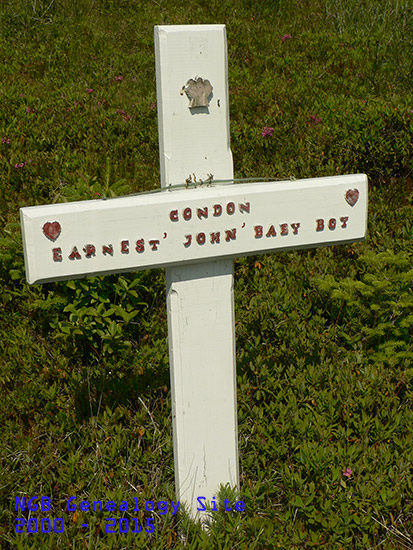 CONDON
EARNEST' JOHN' BABY BOY
NGB Genealogy Site
2000 - 2015